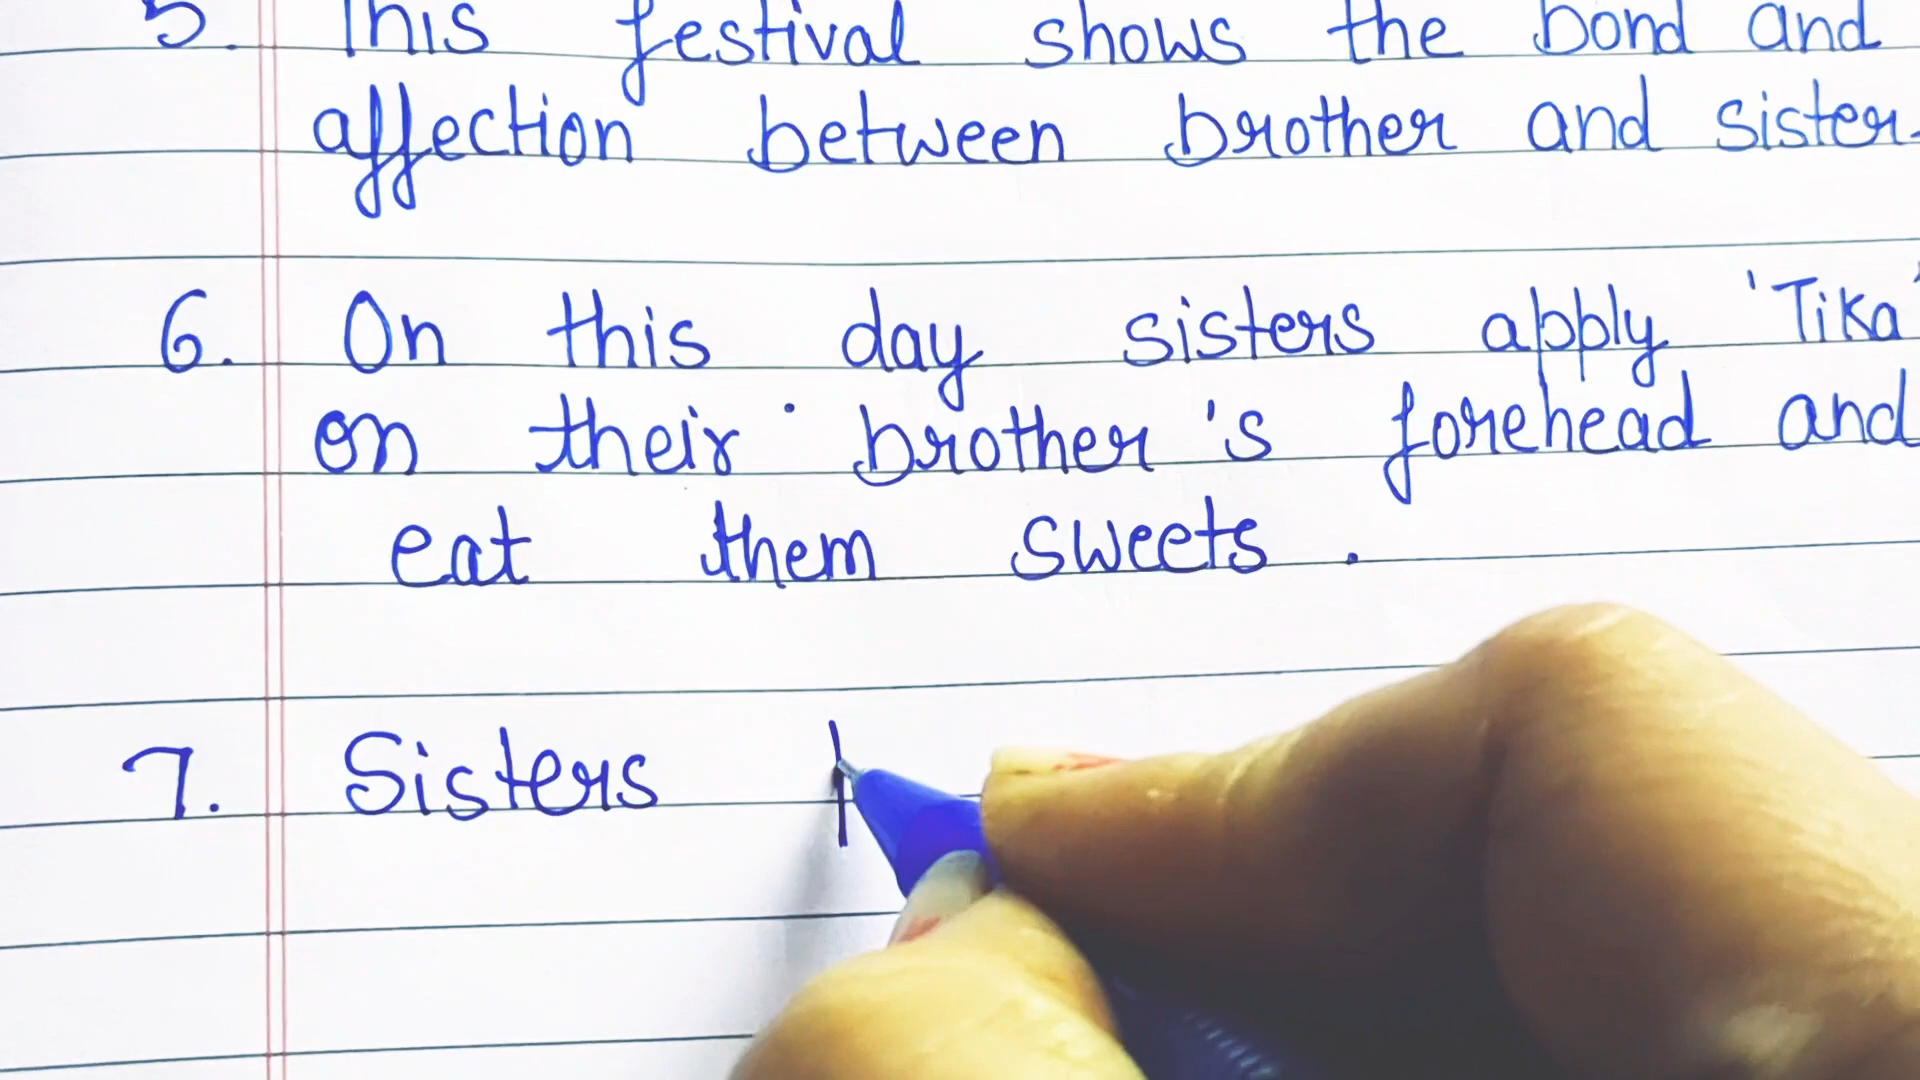 5. This festival shows the bond and
affection between brother and sister.
6. On this day sisters apply 'Tika'
on their brother's forehead and
eat them sweets.
7. Sisters